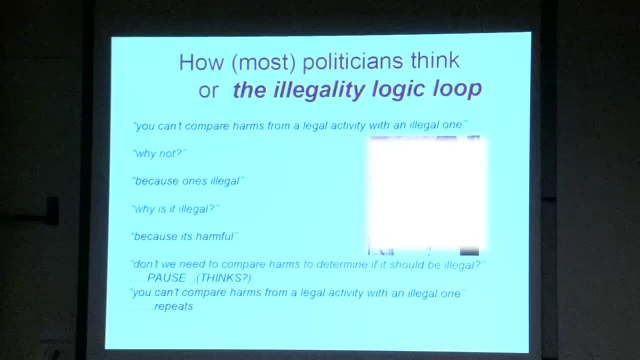 How (most) politicians think
or the illegality logic loop
"you can't compare harms from a legal activity with an illegal one"
"why not?"
"because ones illegal"
"why is it illegal?"
"because its harmful"
"don't we need to compare harms to determine if it should be illegal?"
.....PAUSE (THINKS?)
"you can't compare harms from a legal activity with an illegal one"
........repeats